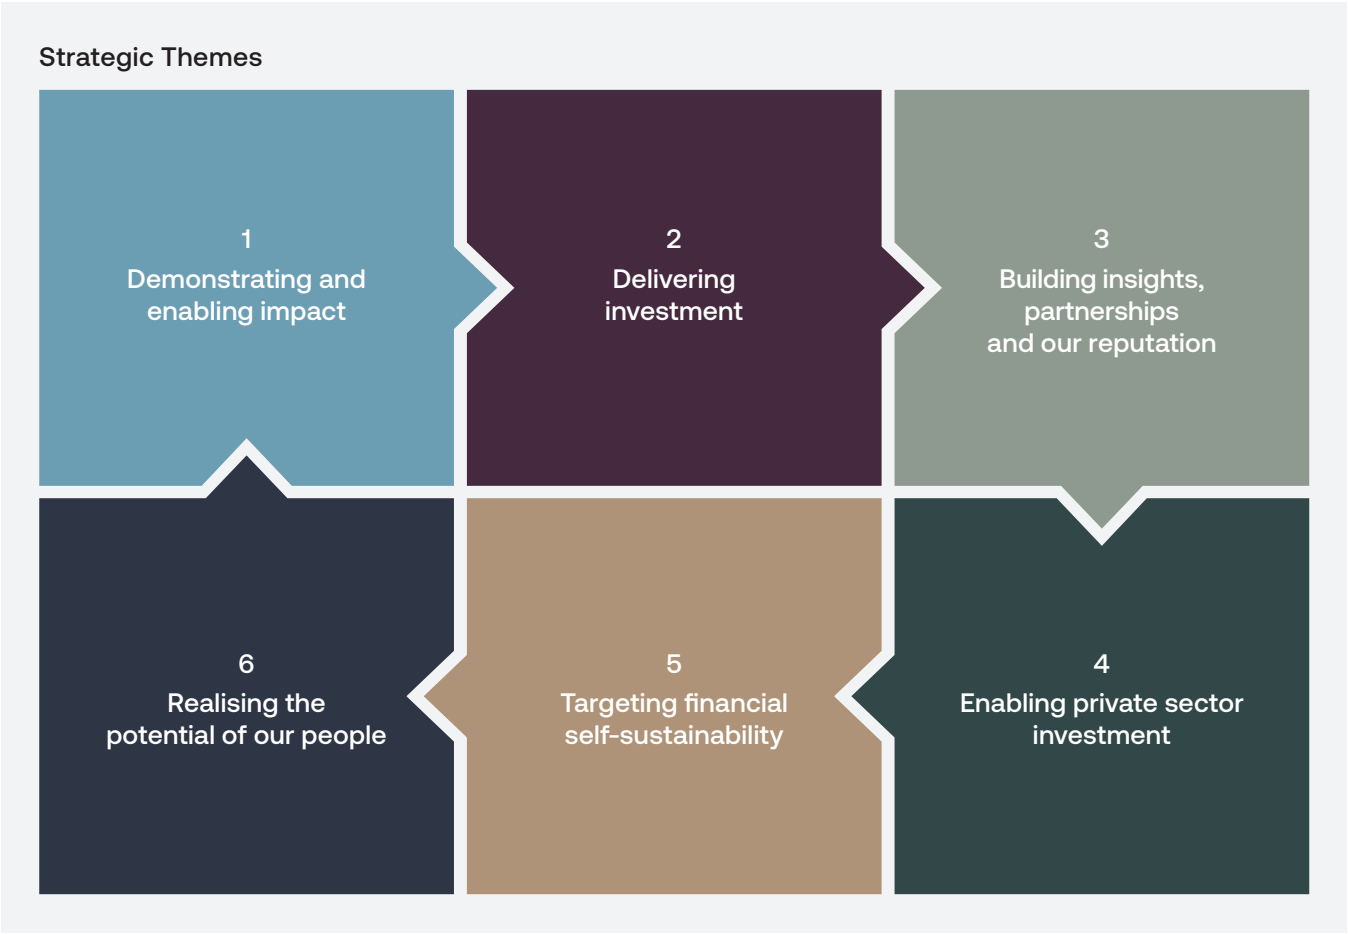 Strategic Themes
1
Demonstrating and
enabling impact
2
Delivering
investment
3
Building insights,
partnerships
and our reputation
4
Enabling private sector
investment
5
Targeting financial
self-sustainability
6
Realising the
potential of our people